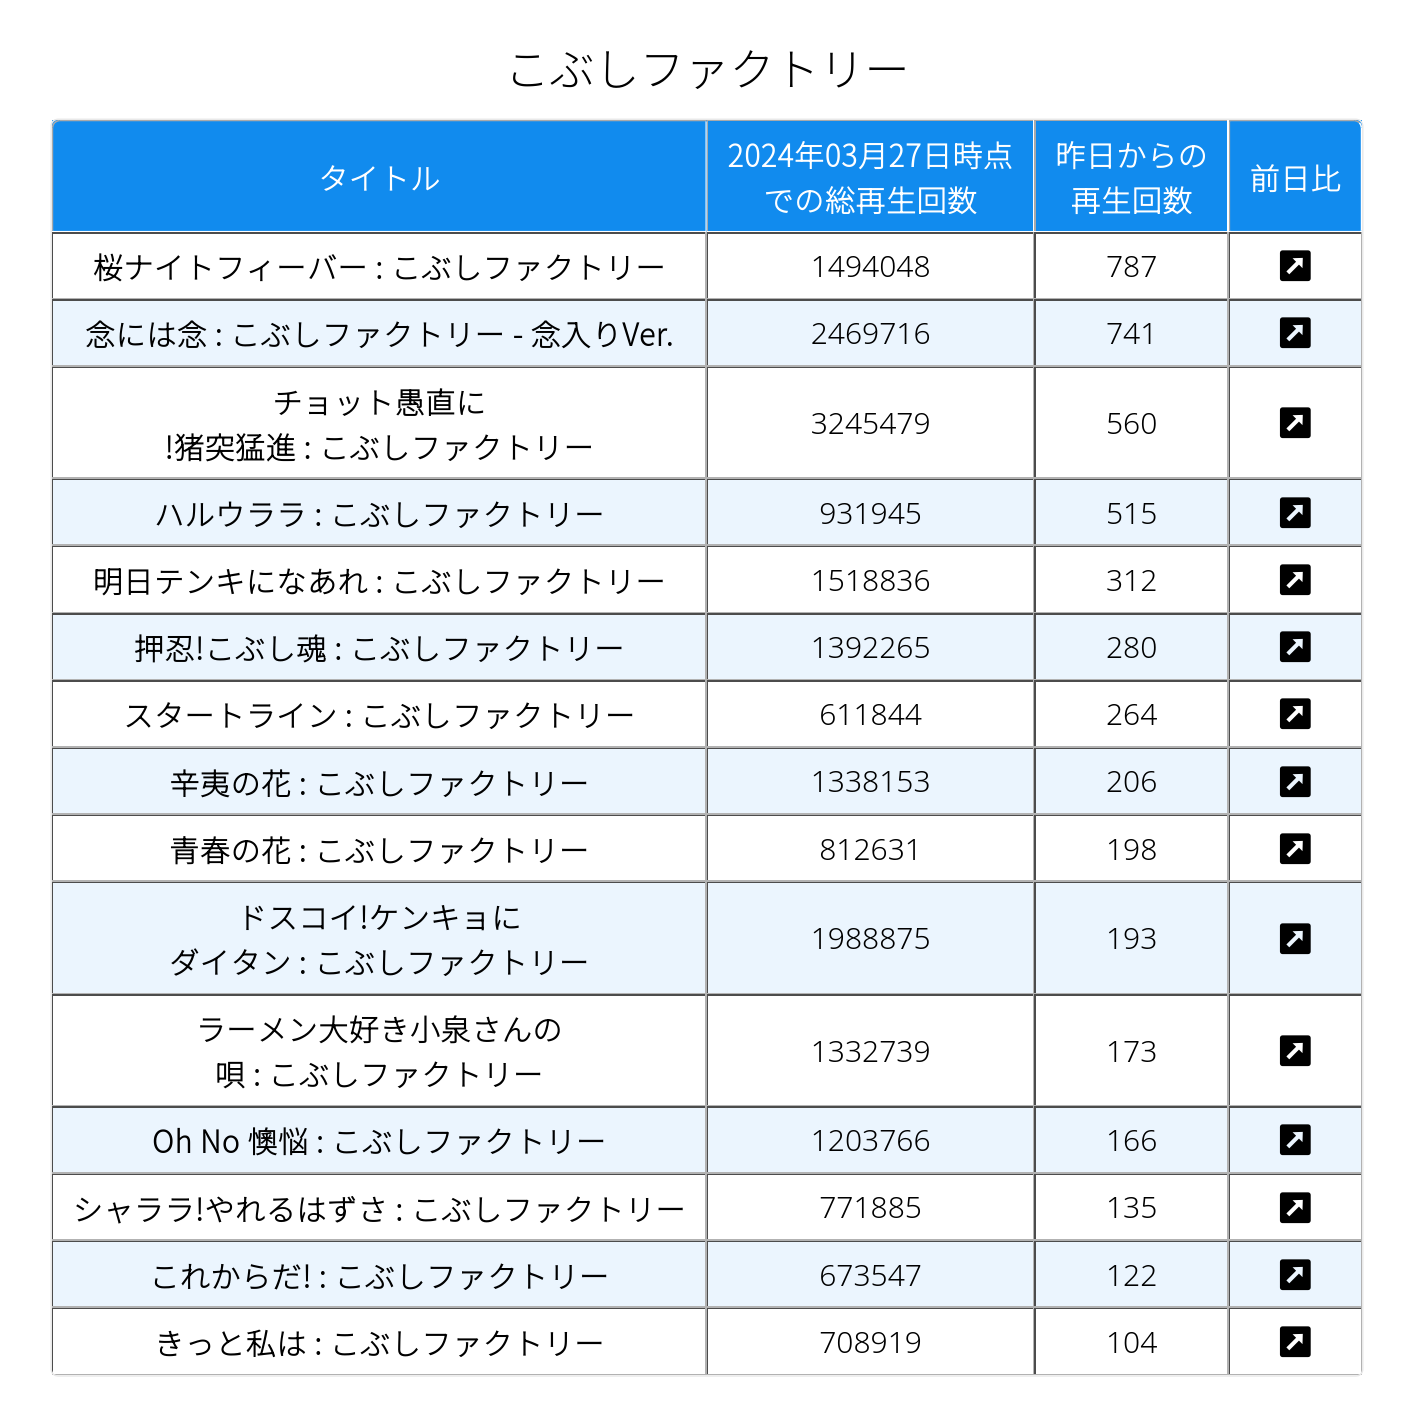 こぶしファクトリー
タイトル
2024年03月27日時点
での総再生回数
昨日からの
再生回数
前日比
桜ナイトフィーバー : こぶしファクトリー 1494048 787
念には念 : こぶしファクトリー - 念入りVer. 2469716 741
チョット愚直に
!猪突猛進 : こぶしファクトリー 3245479 560
ハルウララ : こぶしファクトリー 931945 515
明日テンキになあれ : こぶしファクトリー 1518836 312
押忍!こぶし魂 : こぶしファクトリー 1392265 280
スタートライン : こぶしファクトリー 611844 264
辛夷の花 : こぶしファクトリー 1338153 206
青春の花 : こぶしファクトリー 812631 198
ドスコイ!ケンキョに
ダイタン : こぶしファクトリー 1988875 193
ラーメン大好き小泉さんの
唄 : こぶしファクトリー 1332739 173
Oh No 懊悩 : こぶしファクトリー 1203766 166
シャララ!やれるはずさ : こぶしファクトリー 771885 135
これからだ! : こぶしファクトリー 673547 122
きっと私は : こぶしファクトリー 708919 104